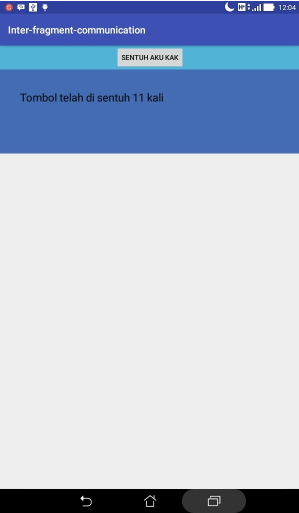 12:04
Inter-fragment-communication
SENTUH AKU KAK
Tombol telah di sentuh 11 kali